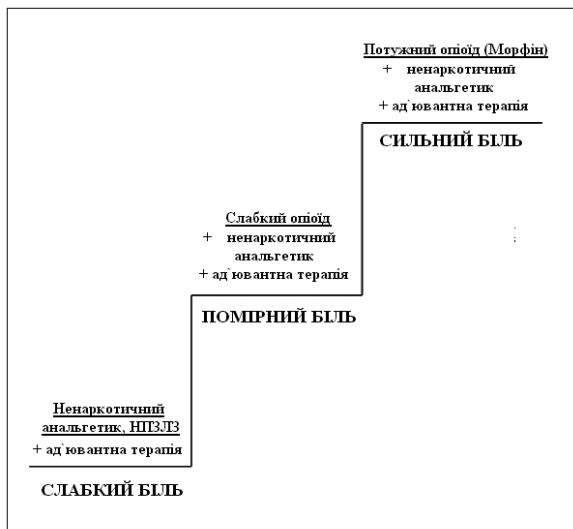 Потужний опіоїд (Морфін)
+ ненаркотичний
анальгетик
+ ад`ювантна терапія
СИЛЬНИЙ БІЛЬ
Слабкий опіоїд
+ ненаркотичний
анальгетик
+ ад`ювантна терапія
ПОМІРНИЙ БІЛЬ
Ненаркотичний
анальгетик, НПЗЛЗ
+ ад`ювантна терапія
СЛАБКИЙ БІЛЬ